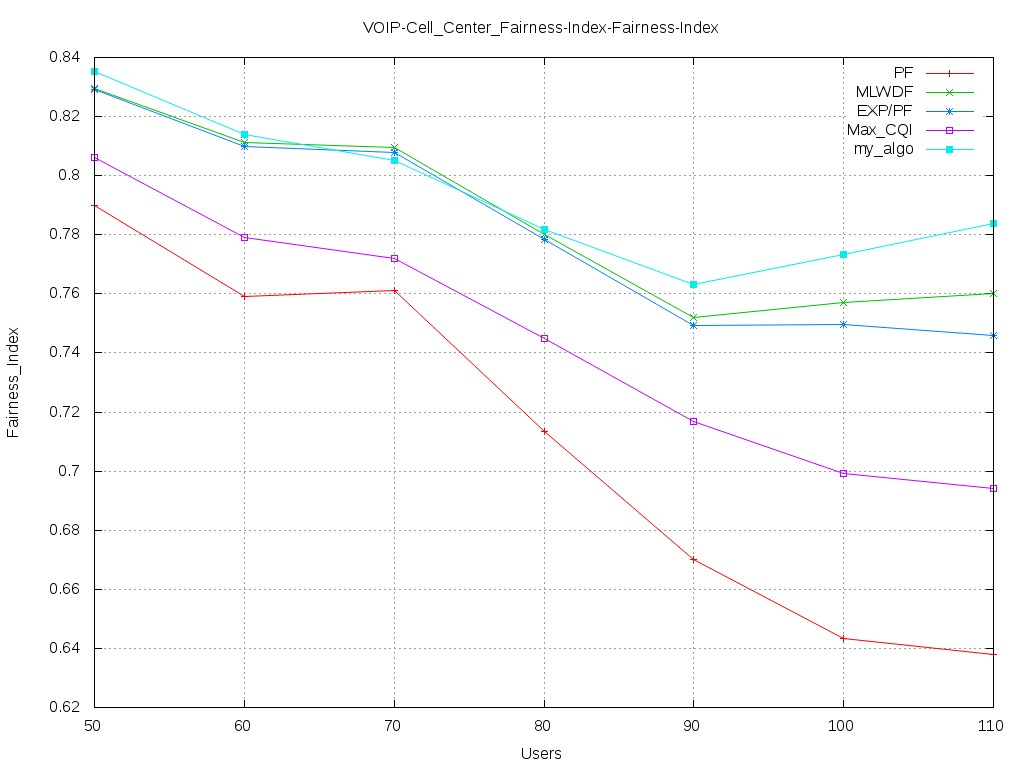 VOIP-Cell_Center_Fairness-Index-Fairness-Index
0.84
PF
MLWDF
EXP/PF
Max_CQI
my_algo
0.82
0.8
0.78
0.76
0.74
0.72
0.7
0.68
0.66
0.64
0.62
Fairness_Index
50 60 70 80 90 100 110
Users